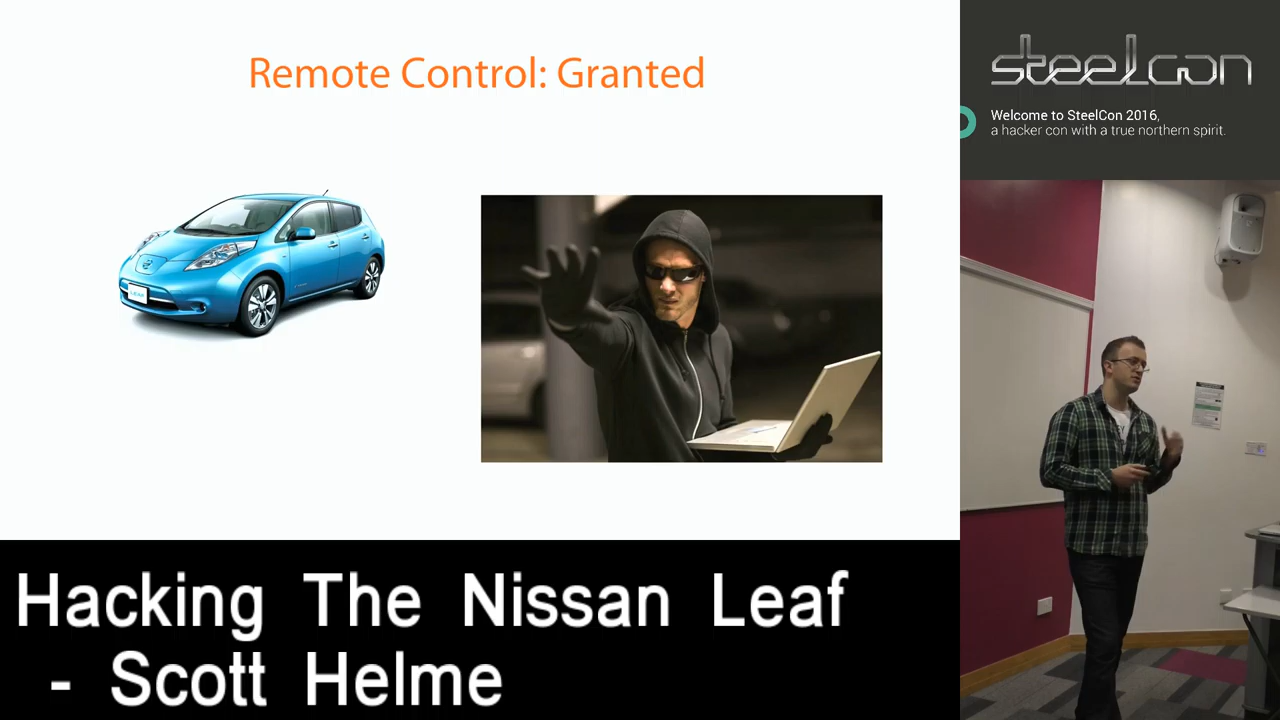 Remote Control: Granted
steelcon
Welcome to SteelCon 2016,
a hacker con with a true northern spirit.
Hacking The Nissan Leaf
- Scott Helme